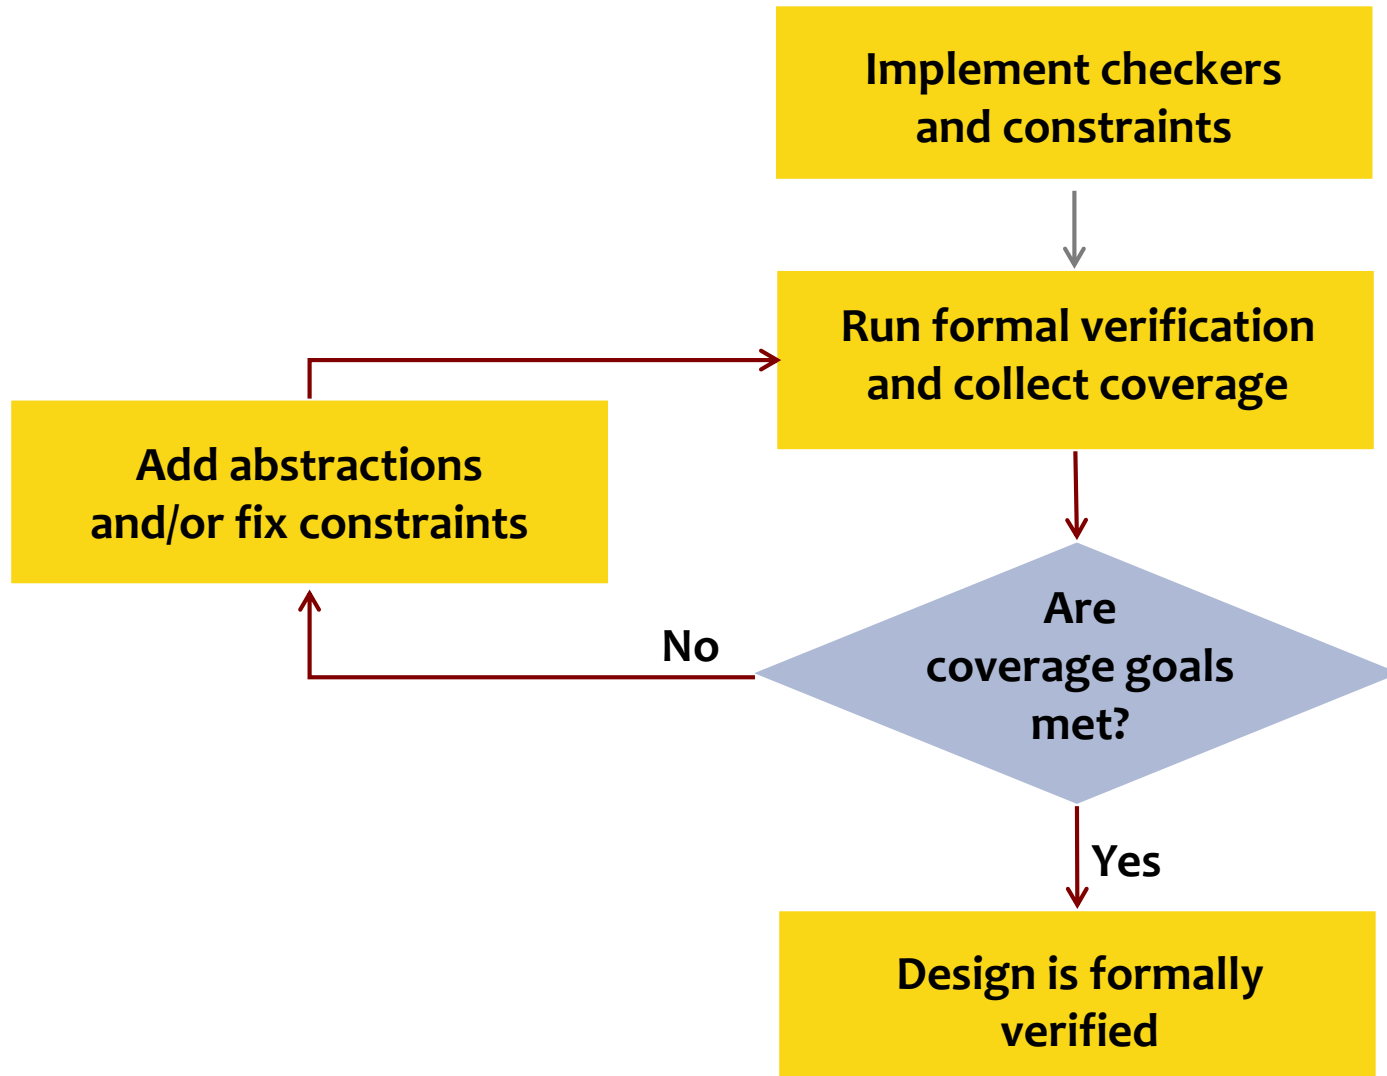 Implement checkers
and constraints
Run formal verification
and collect coverage
Add abstractions
and/or fix constraints
Are
coverage goals
met?
No
Yes
Design is formally
verified